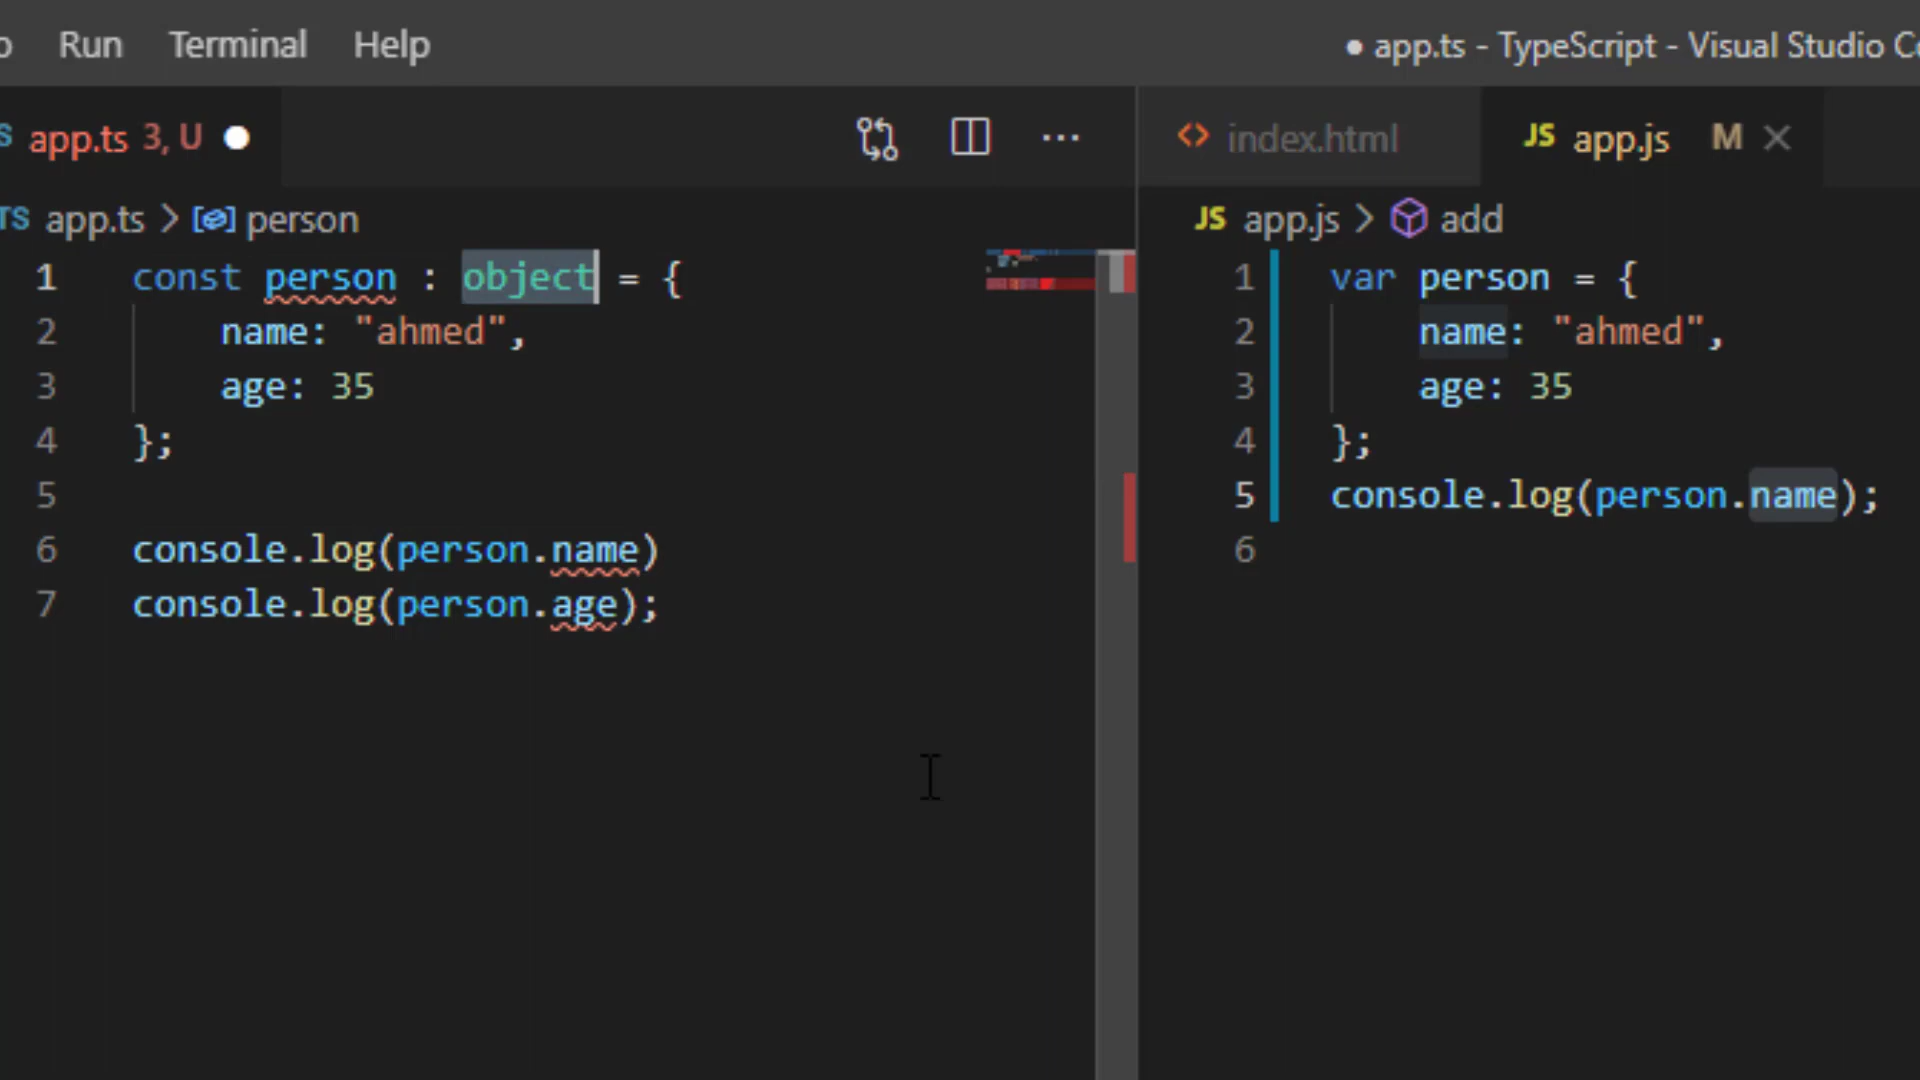 Run Terminal Help
● app.ts - TypeScript - Visual Studio
app.ts 3, U
index.html
JS app.js M
TS app.ts > person
JS app.js > add
1 const person : object = {
2 name: "ahmed",
3 age: 35
4 };
5
6 console.log(person.name)
7 console.log(person.age);
1 var person = {
2 name: "ahmed",
3 age: 35
4 };
5 console.log(person.name);
6